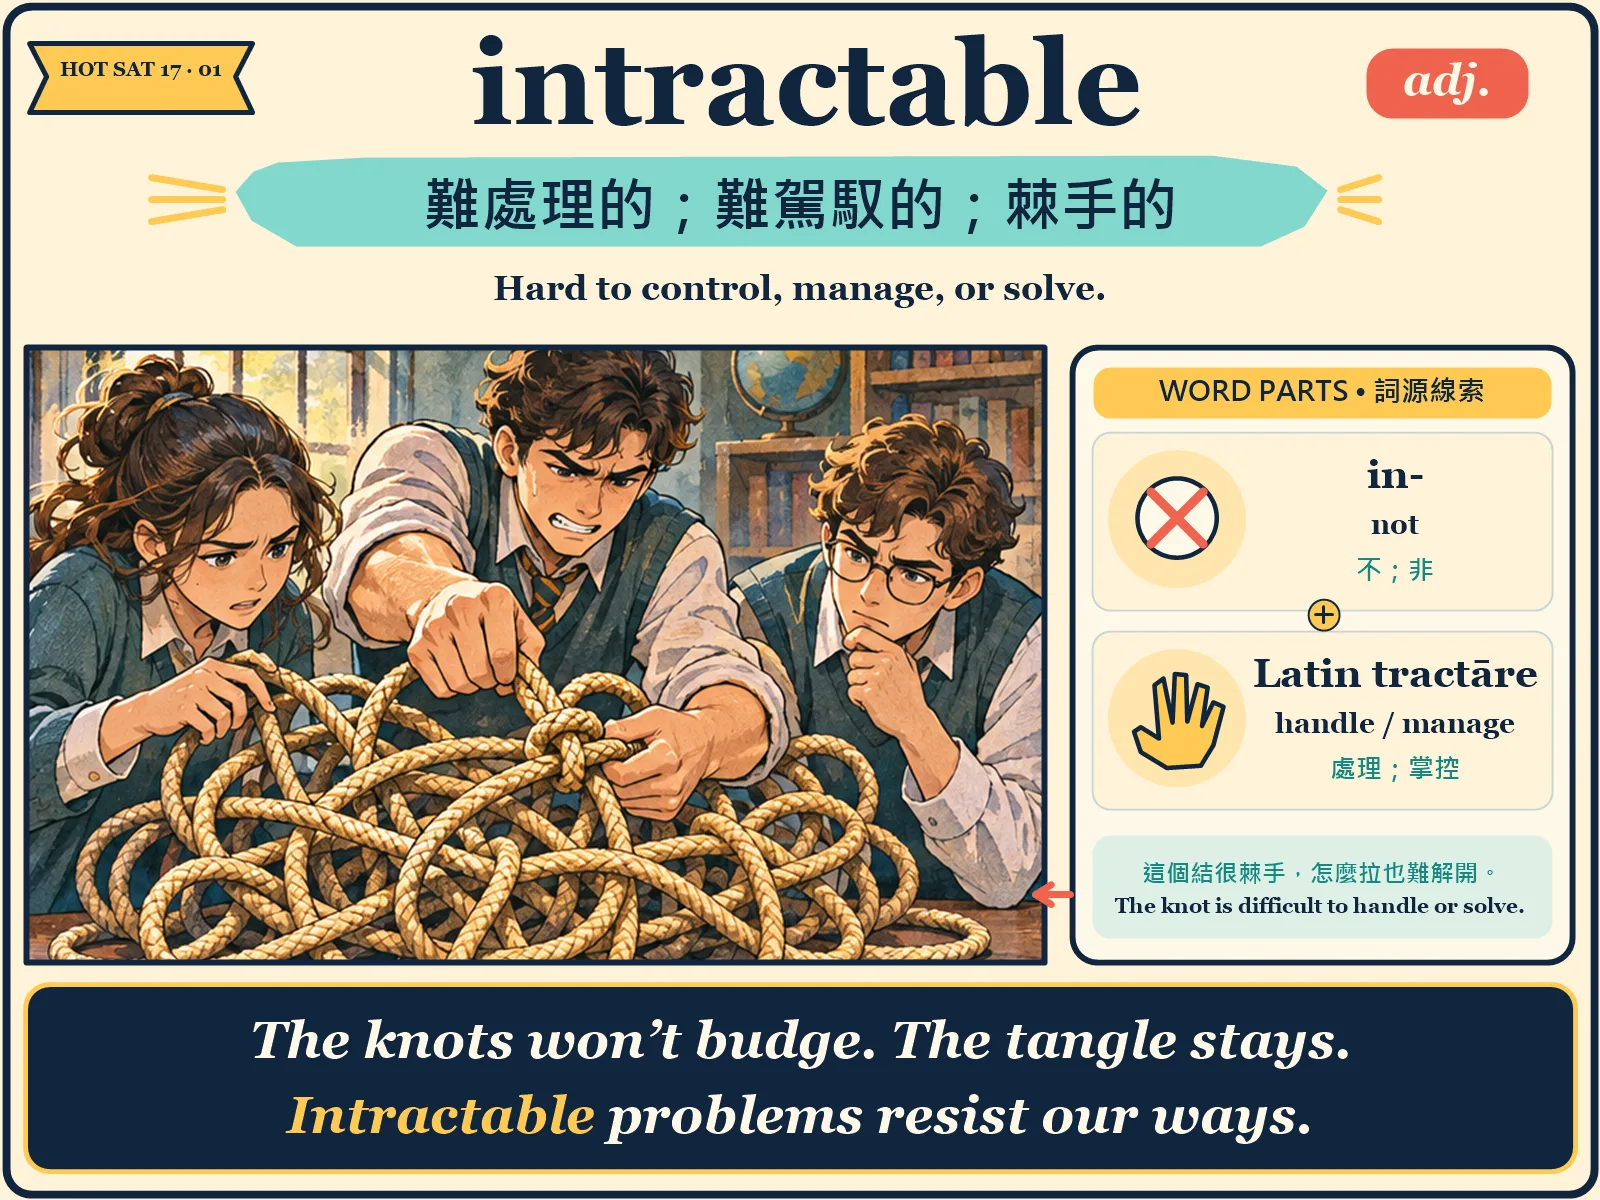 HOT SAT 17 · 01
intractable
adj.
難處理的；難駕馭的；棘手的
Hard to control, manage, or solve.
WORD PARTS • 詞源線索
in-
not
不；非
Latin tractāre
handle / manage
處理；掌控
這個結很棘手，怎麼拉也難解開。
The knot is difficult to handle or solve.
The knots won’t budge. The tangle stays.
Intractable problems resist our ways.